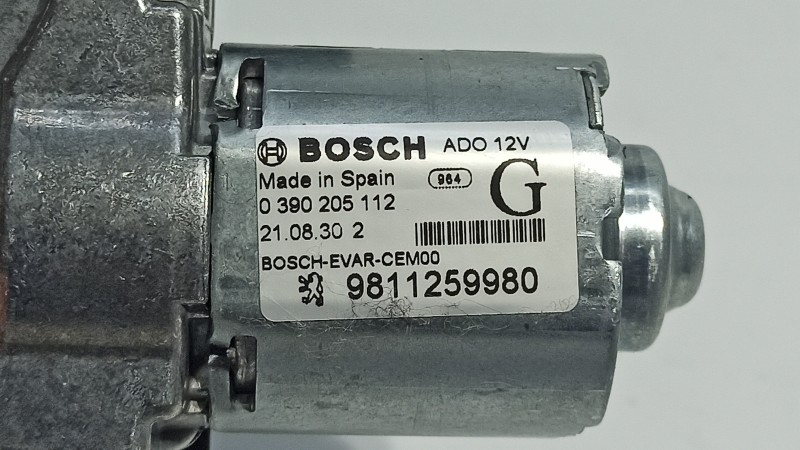 BOSCH ADO 12V
Made in Spain 964 G
0 390 205 112
21.08.30 2
BOSCH-EVAR-CEM00
9811259980